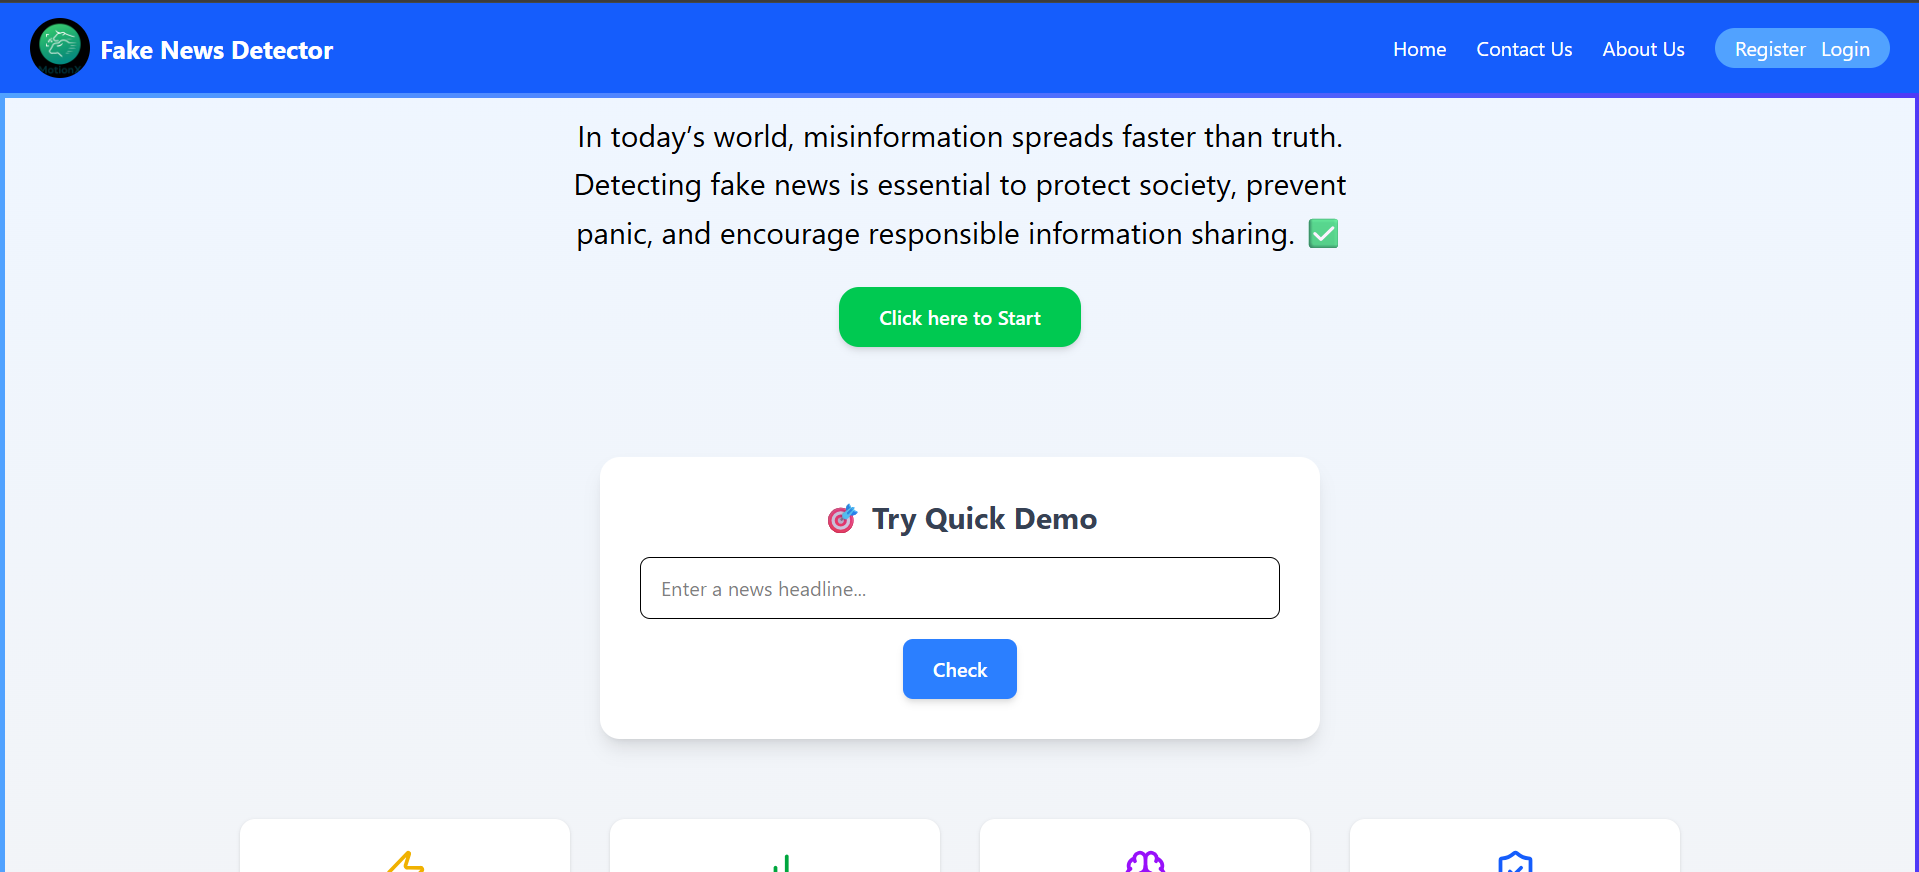 Fake News Detector
Home
Contact Us
About Us
Register
Login
In today’s world, misinformation spreads faster than truth.
Detecting fake news is essential to protect society, prevent
panic, and encourage responsible information sharing. ✅
Click here to Start
🎯 Try Quick Demo
Enter a news headline...
Check